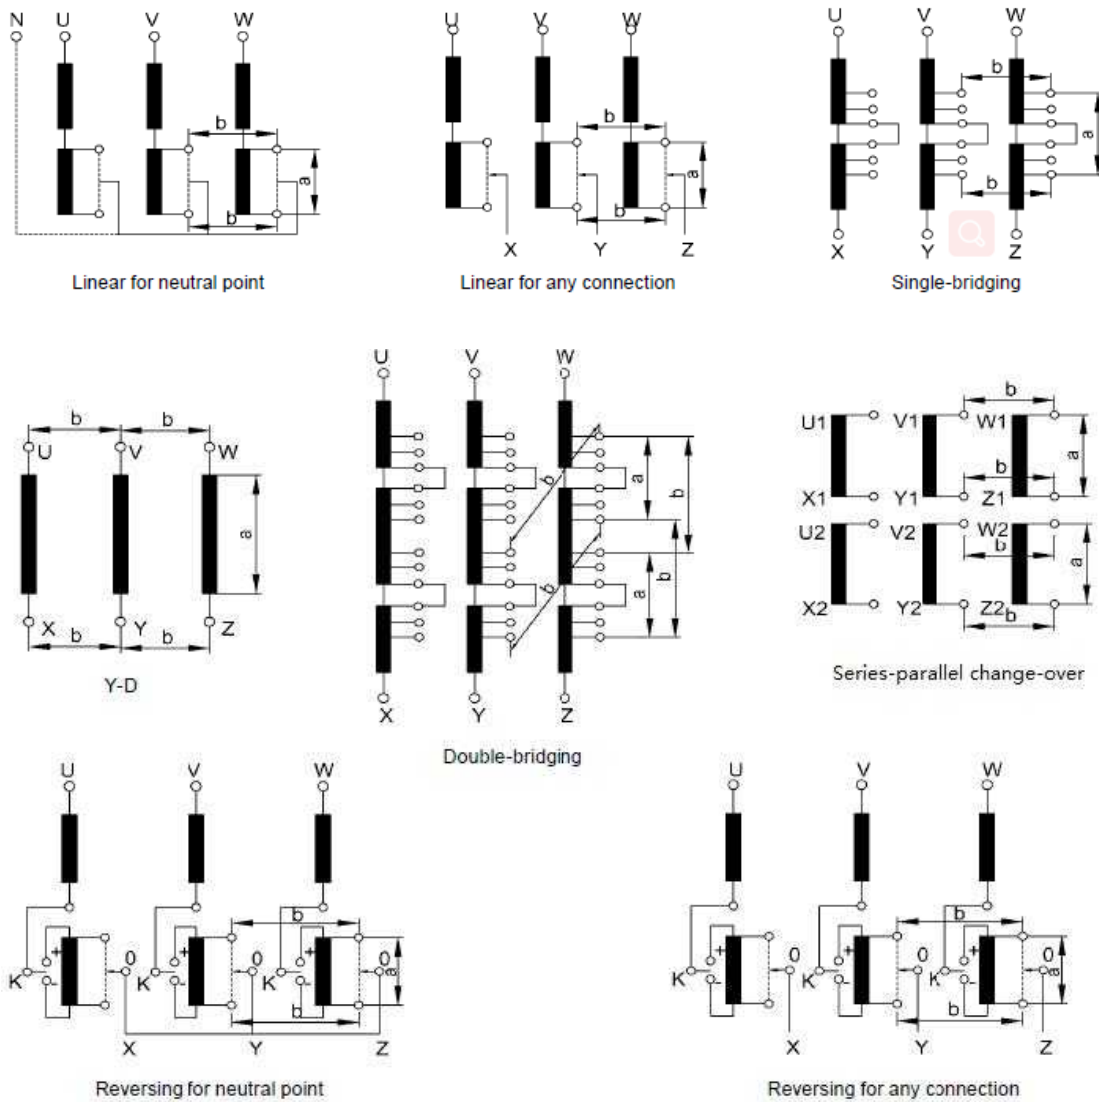 N U V W
b
a
b
Linear for neutral point
U V W
b
a
b
X Y Z
Linear for any connection
U V W
b
a
b
X Y Z
Single-bridging
b b
U V W
a
X Y Z
b b
Y-D
U V W
a b
b
b
a b
X Y Z
Double-bridging
b
U1 V1 W1
a
b
X1 Y1 Z1
U2 V2 W2
b
a
X2 Y2 Z2
b
Series-parallel change-over
U V W
b
+ 0 + 0 + 0
K K K a
- - -
b
X Y Z
Reversing for neutral point
U V W
b
+ 0 + 0 + 0
K K K a
- - -
b
X Y Z
Reversing for any connection